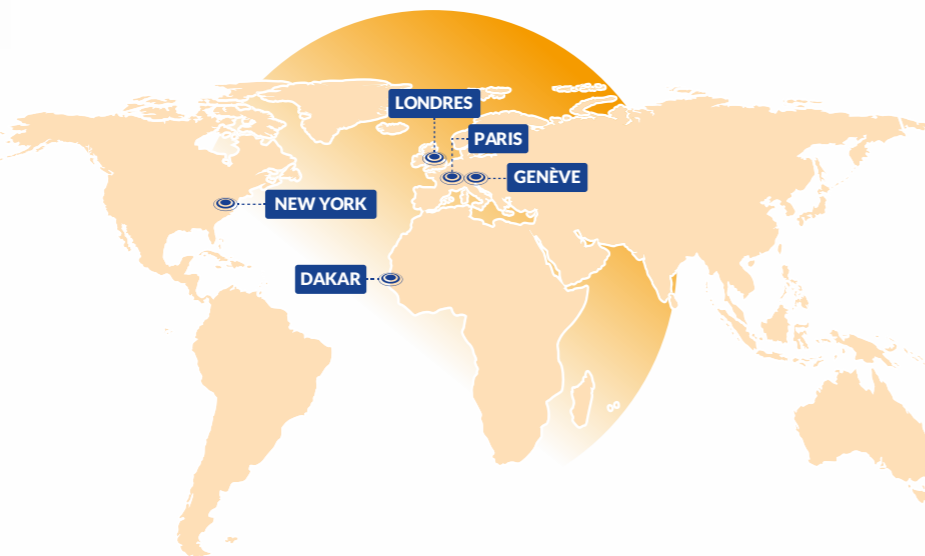 LONDRES
PARIS
GENÈVE
NEW YORK
DAKAR